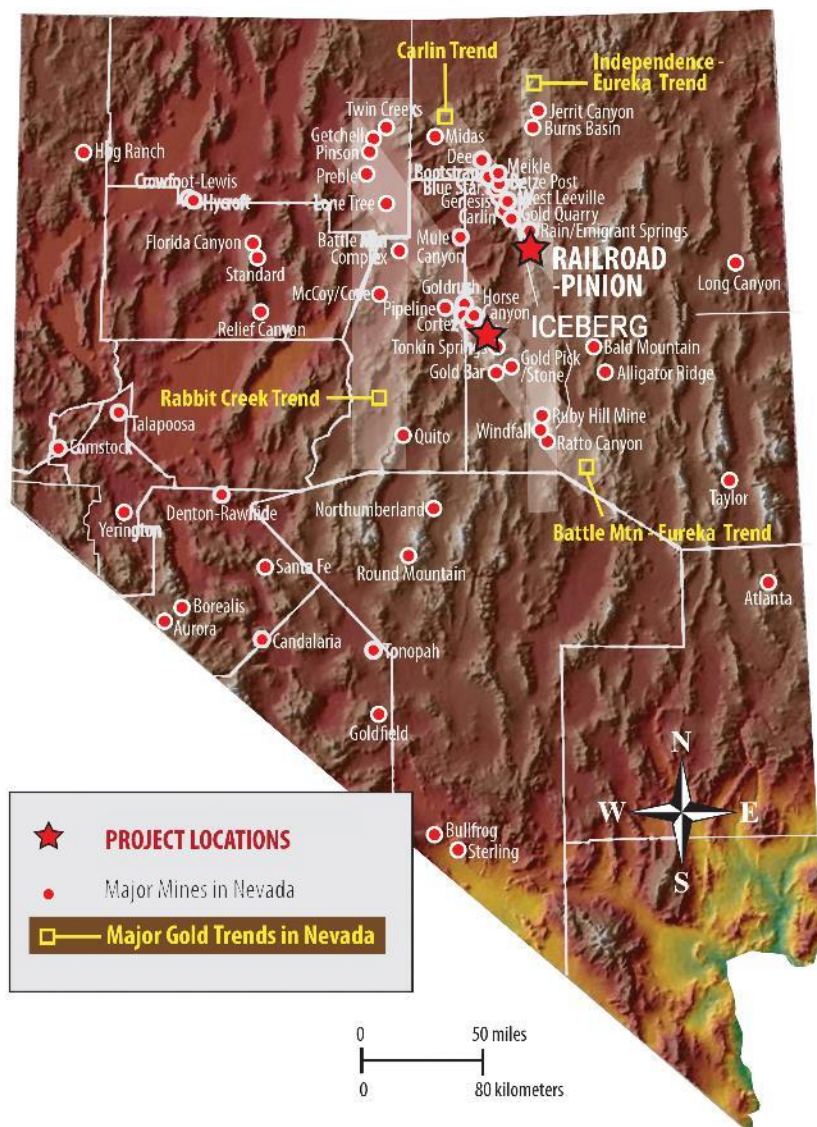 Carlin Trend
Independence -
Eureka Trend
Twin Creeks
Getchell
Pinson
Preble
Lone Tree
Midas
Jerrit Canyon
Burns Basin
Dee
Bootstrap
Blue Star
Genesis
Carlin
Meikle
Betze Post
West Leeville
Gold Quarry
Rain/Emigrant Springs
Hog Ranch
Crowfoot-Lewis
Hycroft
Florida Canyon
Standard
Relief Canyon
Battle Mtn
Complex
Mule
Canyon
McCoy/Cove
RAILROAD
-PINION
Long Canyon
Goldrush
Pipeline
Cortez
Horse
Canyon
ICEBERG
Tonkin Springs
Gold Bar
Gold Pick
/Stone
Bald Mountain
Alligator Ridge
Rabbit Creek Trend
Talapoosa
Comstock
Quito
Windfall
Ruby Hill Mine
Ratto Canyon
Yerington
Denton-Rawhide
Northumberland
Battle Mtn - Eureka Trend
Taylor
Santa Fe
Round Mountain
Atlanta
Borealis
Aurora
Candalaria
Tonopah
Goldfield
Bullfrog
Sterling
N
W
E
S
PROJECT LOCATIONS
Major Mines in Nevada
Major Gold Trends in Nevada
0 50 miles
0 80 kilometers